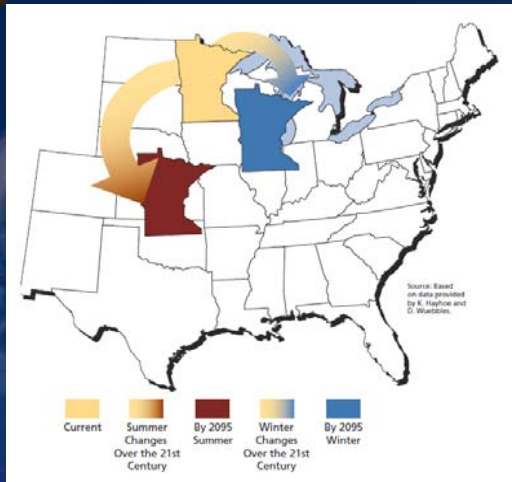 Source: Based
on data provided
by K. Hayhoe and
D. Wuebbles.
Current
Summer
Changes
Over the 21st
Century
By 2095
Summer
Winter
Changes
Over the 21st
Century
By 2095
Winter